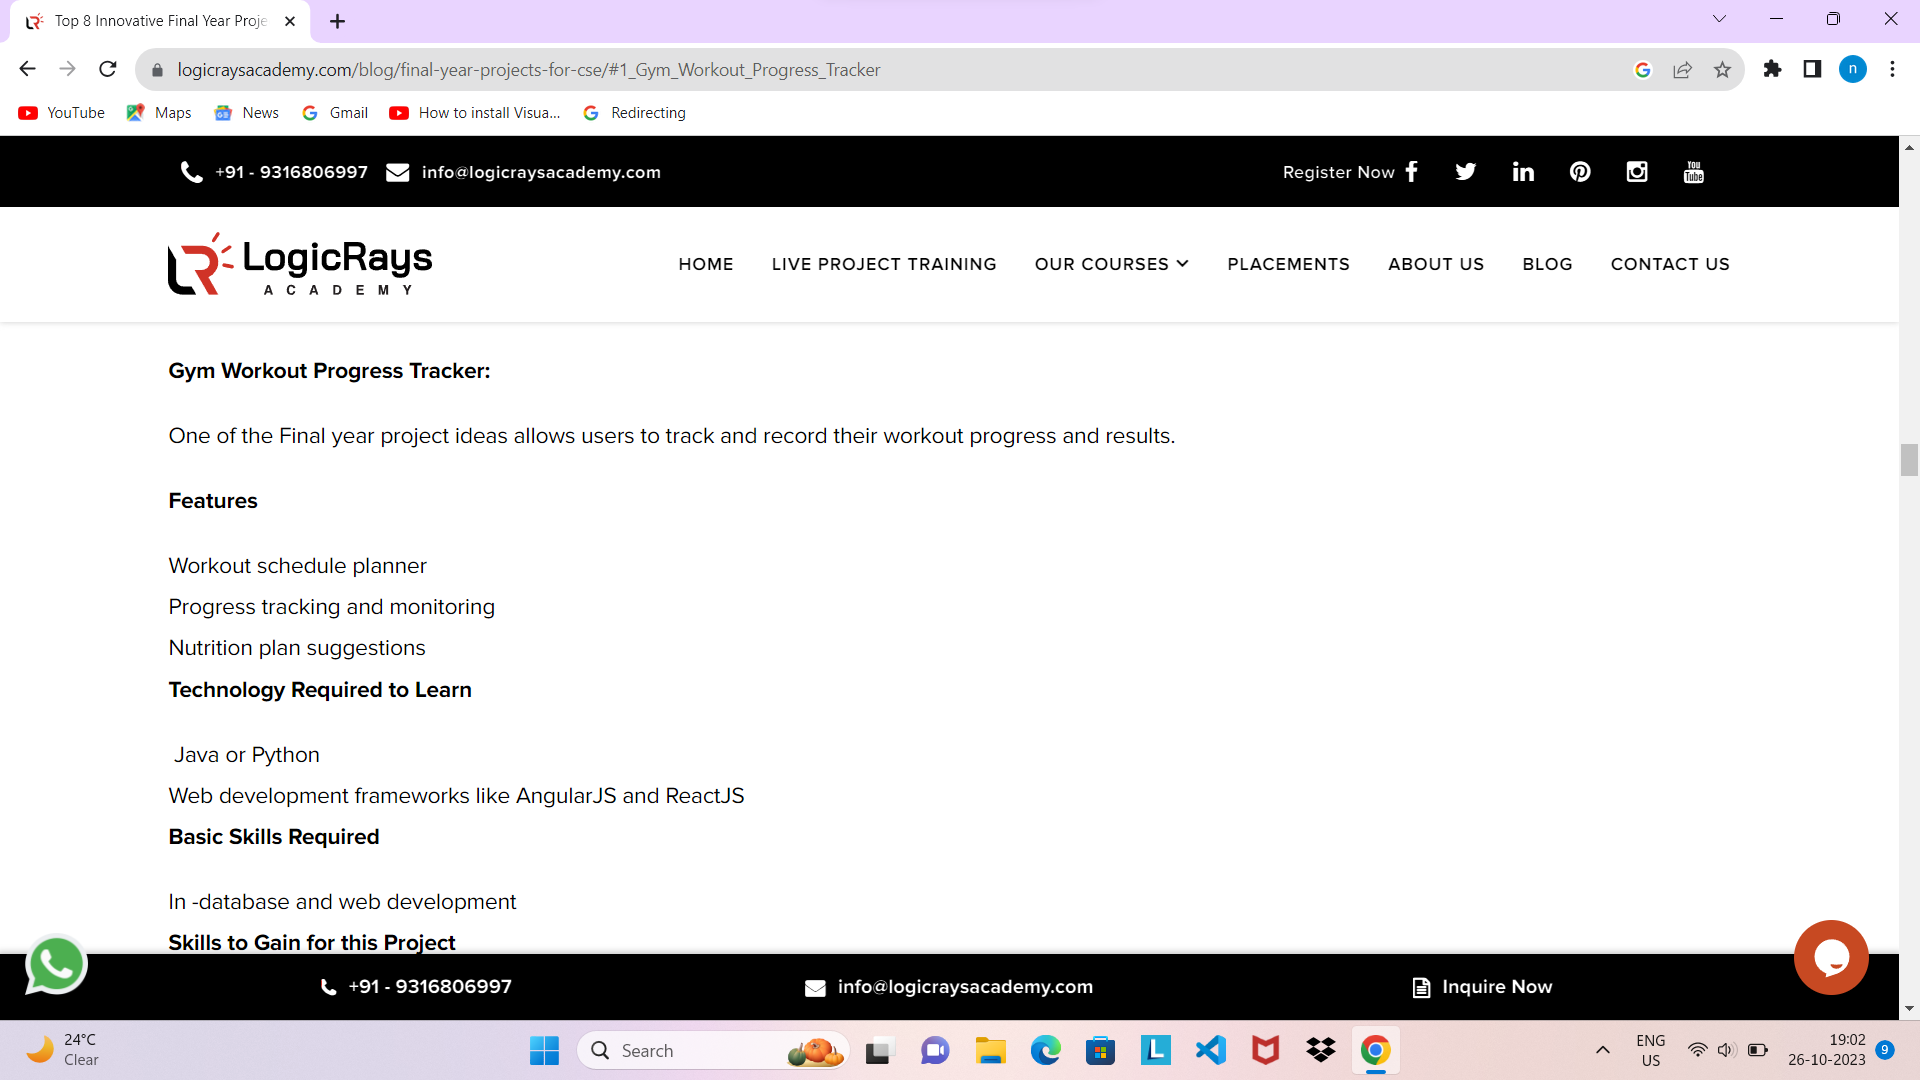 Top 8 Innovative Final Year Proje
logicraysacademy.com/blog/final-year-projects-for-cse/#1_Gym_Workout_Progress_Tracker
n
YouTube Maps News Gmail How to install Visua... Redirecting
+91 - 9316806997 info@logicraysacademy.com Register Now
You Tube
LogicRays
ACADEMY
HOME LIVE PROJECT TRAINING OUR COURSES PLACEMENTS ABOUT US BLOG CONTACT US
Gym Workout Progress Tracker:
One of the Final year project ideas allows users to track and record their workout progress and results.
Features
Workout schedule planner
Progress tracking and monitoring
Nutrition plan suggestions
Technology Required to Learn
Java or Python
Web development frameworks like AngularJS and ReactJS
Basic Skills Required
In -database and web development
Skills to Gain for this Project
+91 - 9316806997 info@logicraysacademy.com Inquire Now
24°C
Clear
Search
ENG
US
19:02
26-10-2023
9